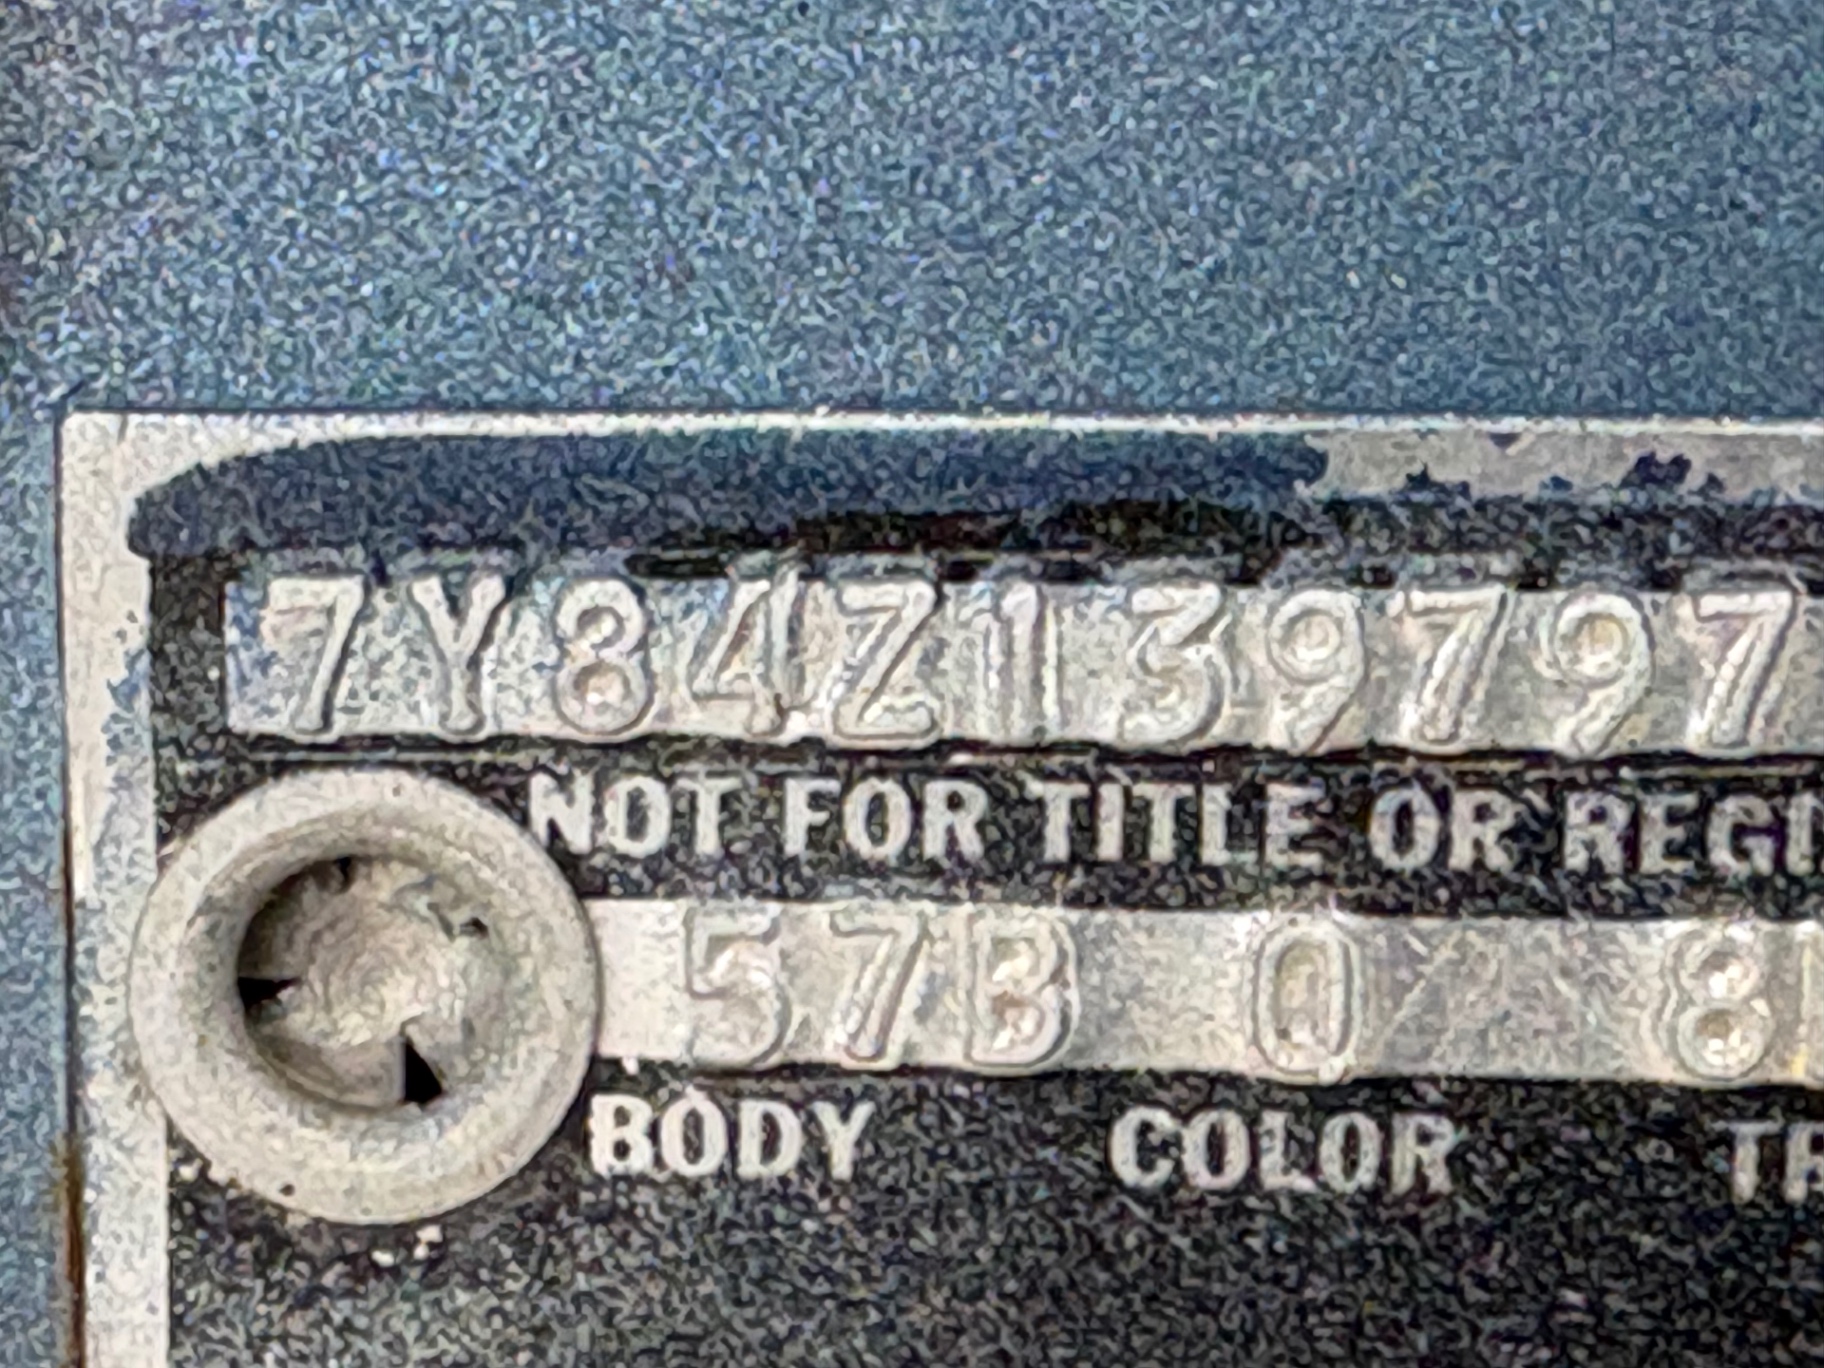 7Y84Z139797
NOT FOR TITLE OR REGI
57B 0 8
BODY COLOR TR